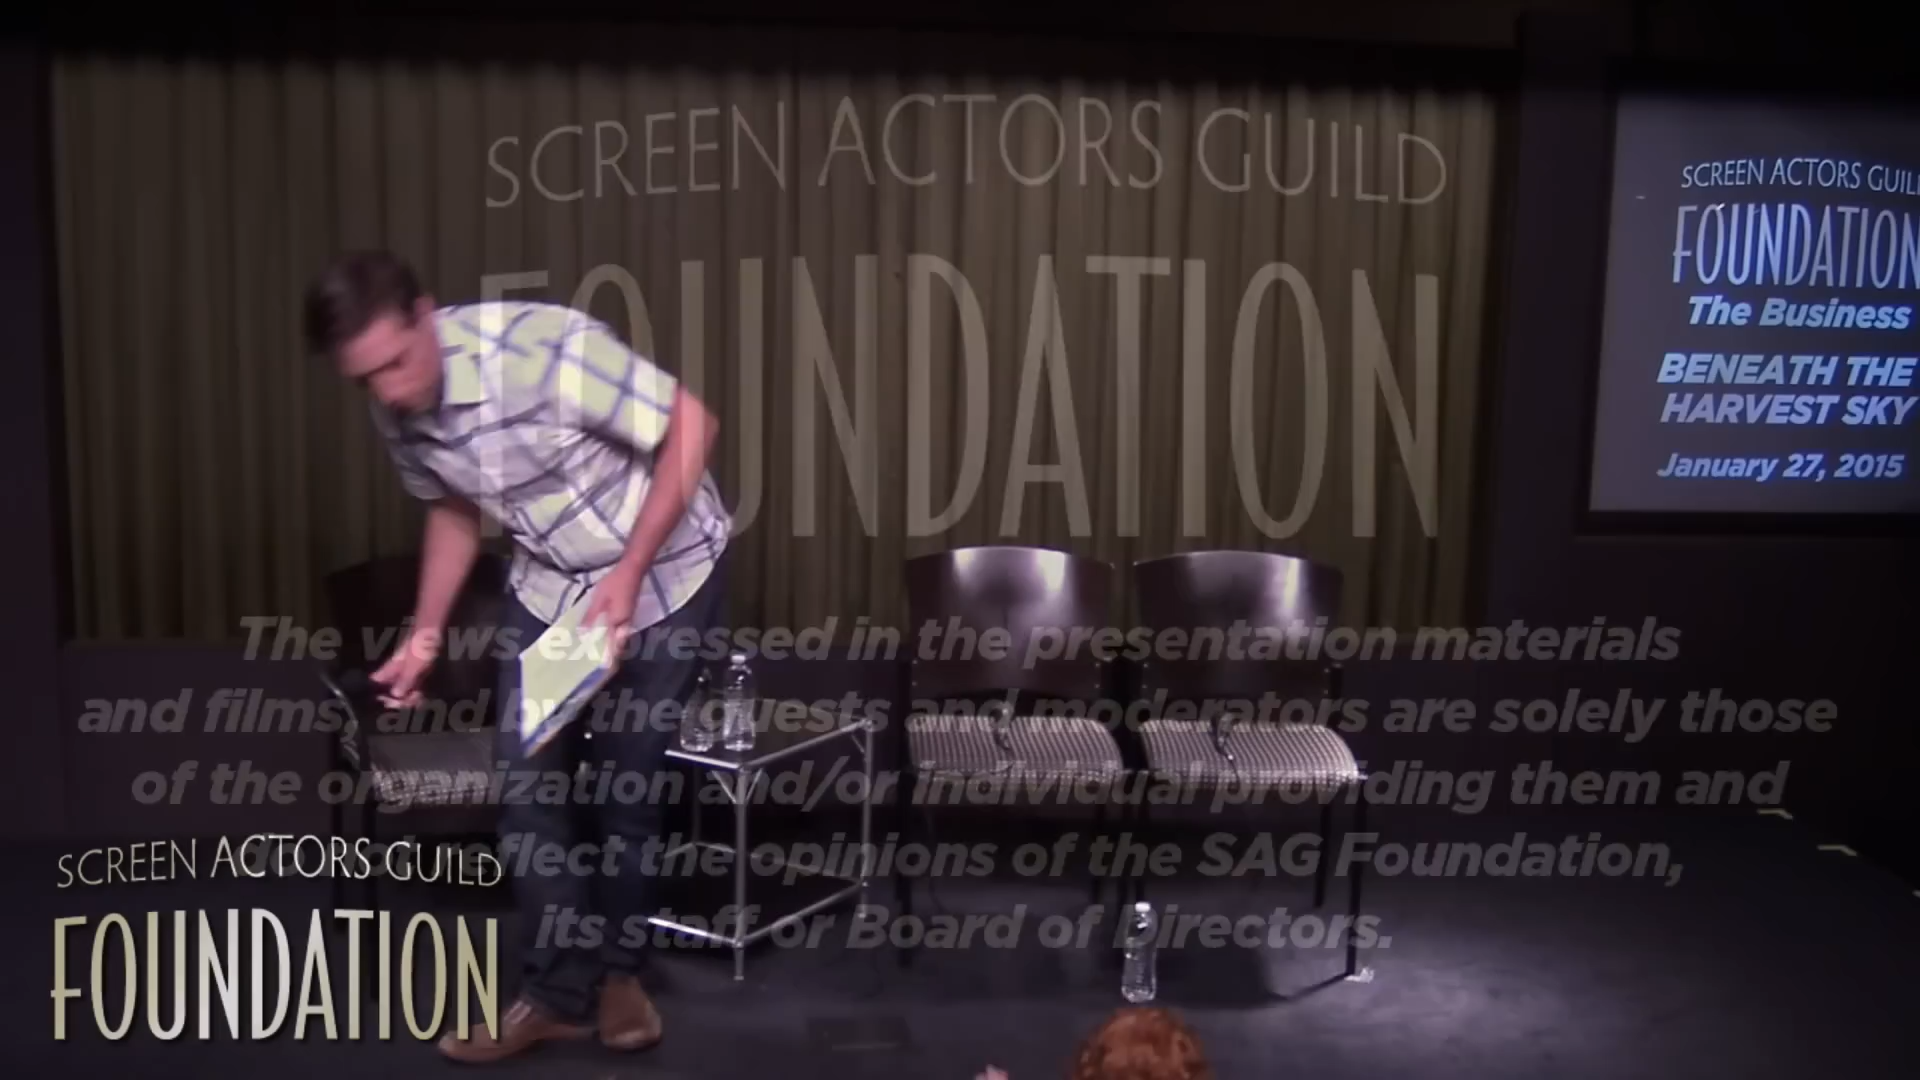 SCREEN ACTORS GUILD
FOUNDATION
SCREEN ACTORS GUIL
FOUNDATION
The Business
BENEATH THE
HARVEST SKY
January 27, 2015
The views expressed in the presentation materials
and films, and by the guests and moderators are solely those
of the organization and/or individual providing them and
reflect the opinions of the SAG Foundation,
its staff or Board of Directors.
SCREEN ACTORS GUILD
FOUNDATION